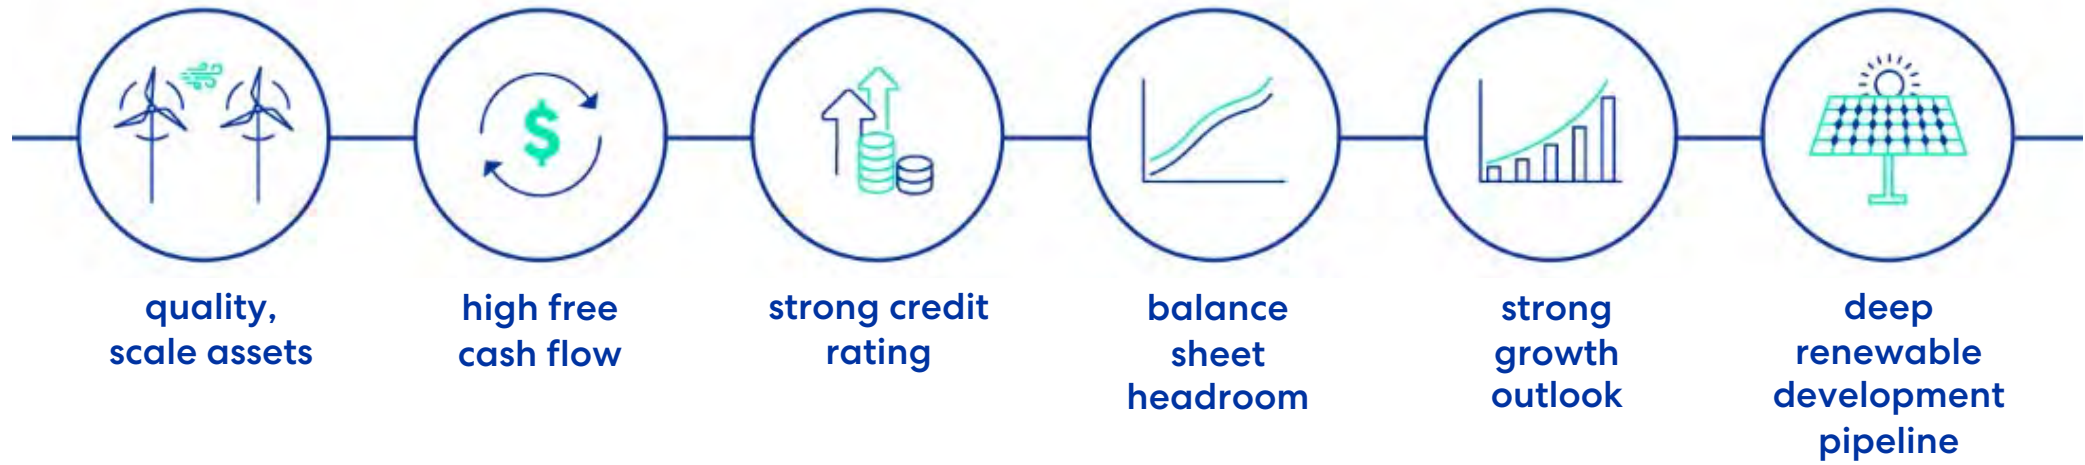 quality,
scale assets
high free
cash flow
strong credit
rating
balance
sheet
headroom
strong
growth
outlook
deep
renewable
development
pipeline
$